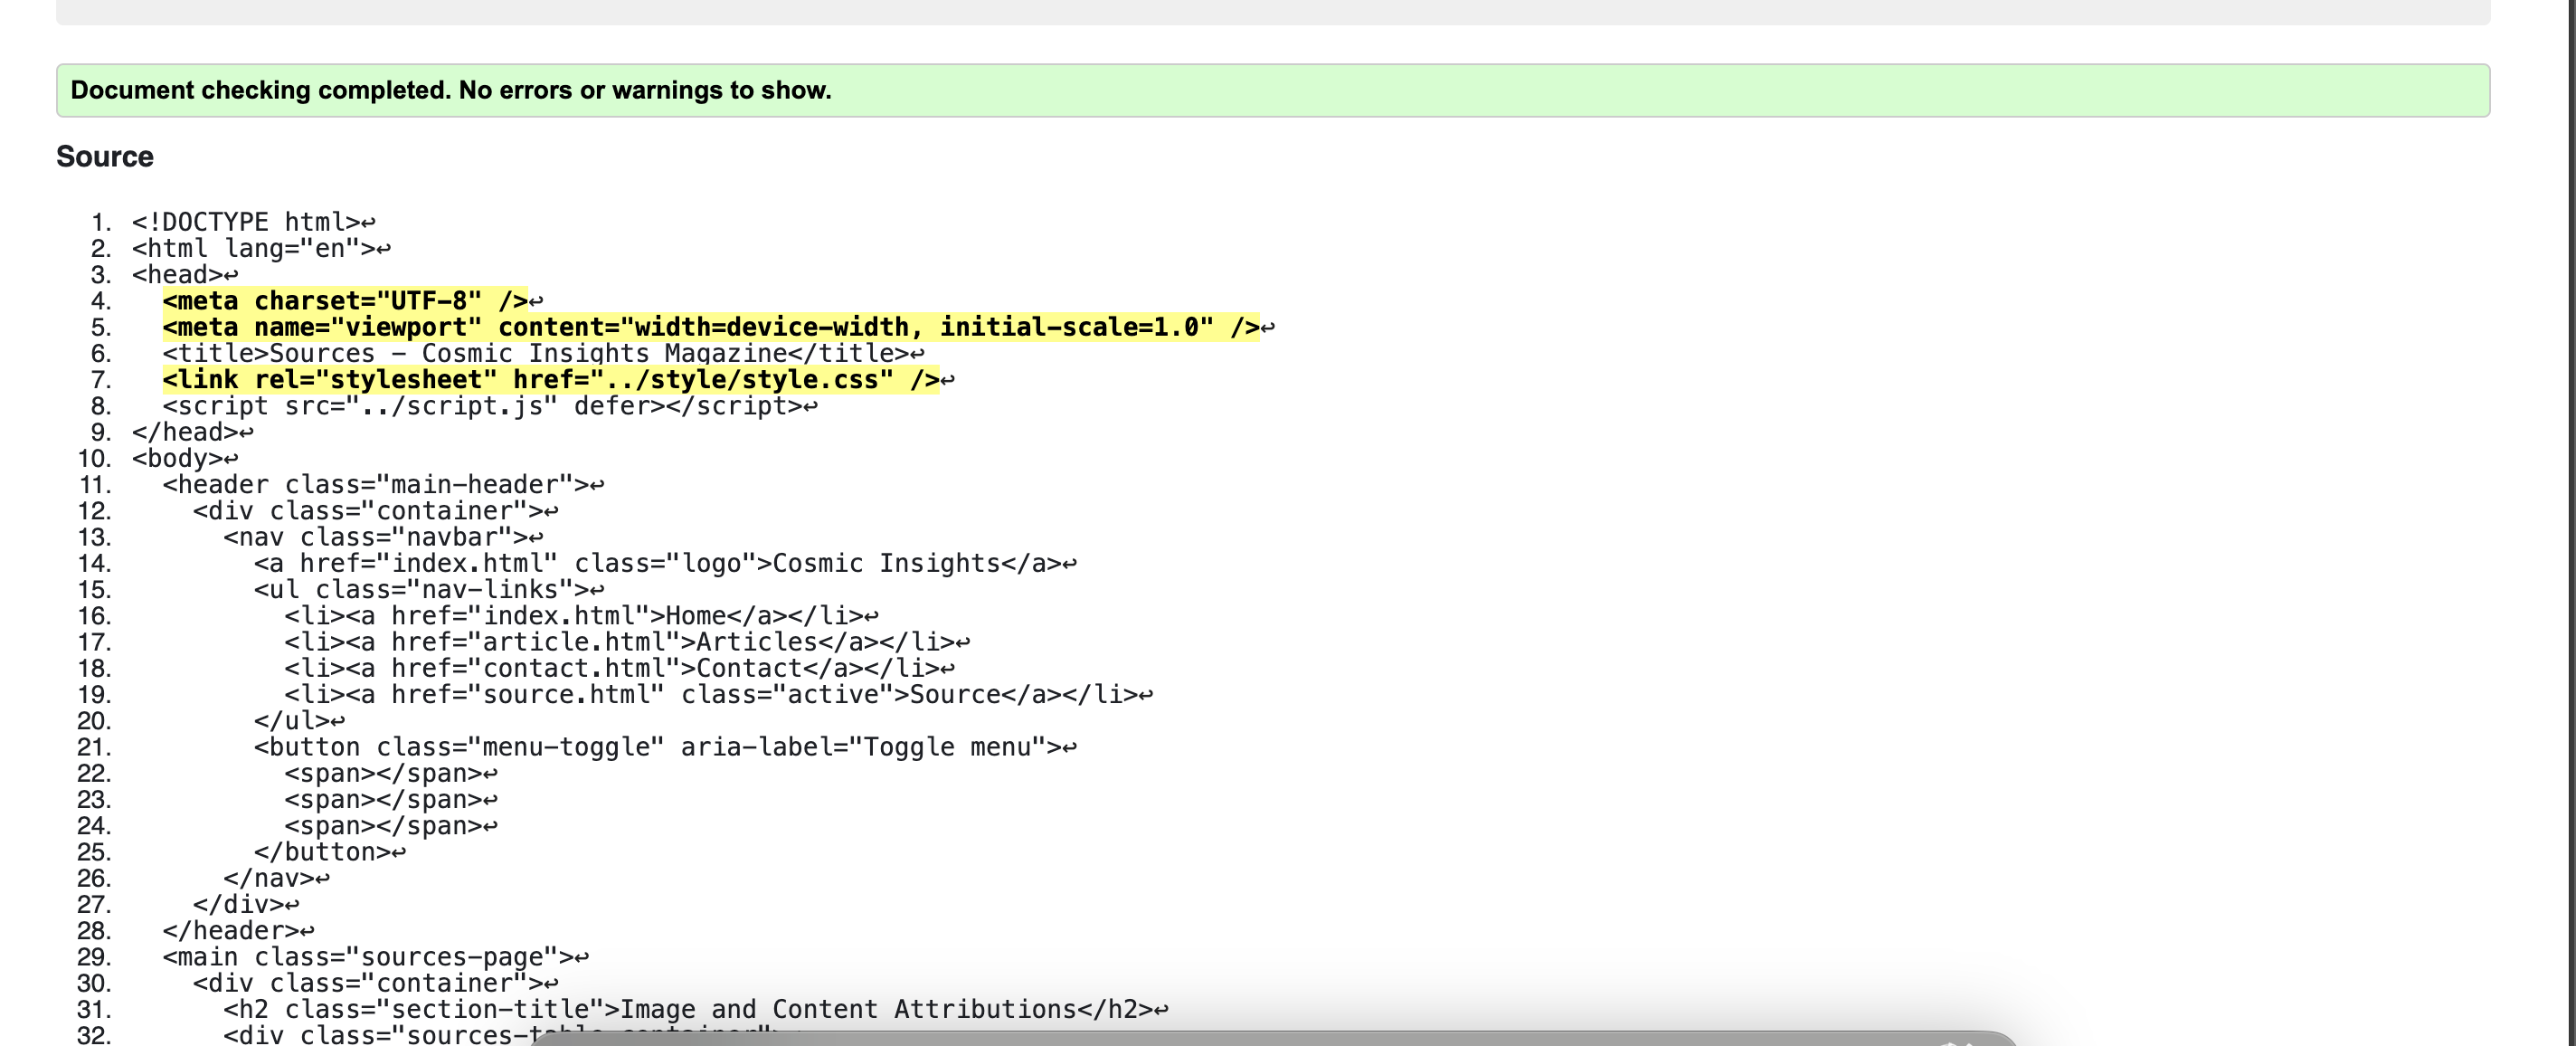 Document checking completed. No errors or warnings to show.
Source
1. <!DOCTYPE html>↩
2. <html lang="en">↩
3. <head>↩
4.   <meta charset="UTF-8" />↩
5.   <meta name="viewport" content="width=device-width, initial-scale=1.0" />↩
6.   <title>Sources – Cosmic Insights Magazine</title>↩
7.   <link rel="stylesheet" href="../style/style.css" />↩
8.   <script src="../script.js" defer></script>↩
9. </head>↩
10. <body>↩
11.   <header class="main-header">↩
12.     <div class="container">↩
13.       <nav class="navbar">↩
14.         <a href="index.html" class="logo">Cosmic Insights</a>↩
15.         <ul class="nav-links">↩
16.           <li><a href="index.html">Home</a></li>↩
17.           <li><a href="article.html">Articles</a></li>↩
18.           <li><a href="contact.html">Contact</a></li>↩
19.           <li><a href="source.html" class="active">Source</a></li>↩
20.         </ul>↩
21.         <button class="menu-toggle" aria-label="Toggle menu">↩
22.           <span></span>↩
23.           <span></span>↩
24.           <span></span>↩
25.         </button>↩
26.       </nav>↩
27.     </div>↩
28.   </header>↩
29.   <main class="sources-page">↩
30.     <div class="container">↩
31.       <h2 class="section-title">Image and Content Attributions</h2>↩
32.       <div class="sources-table-container">